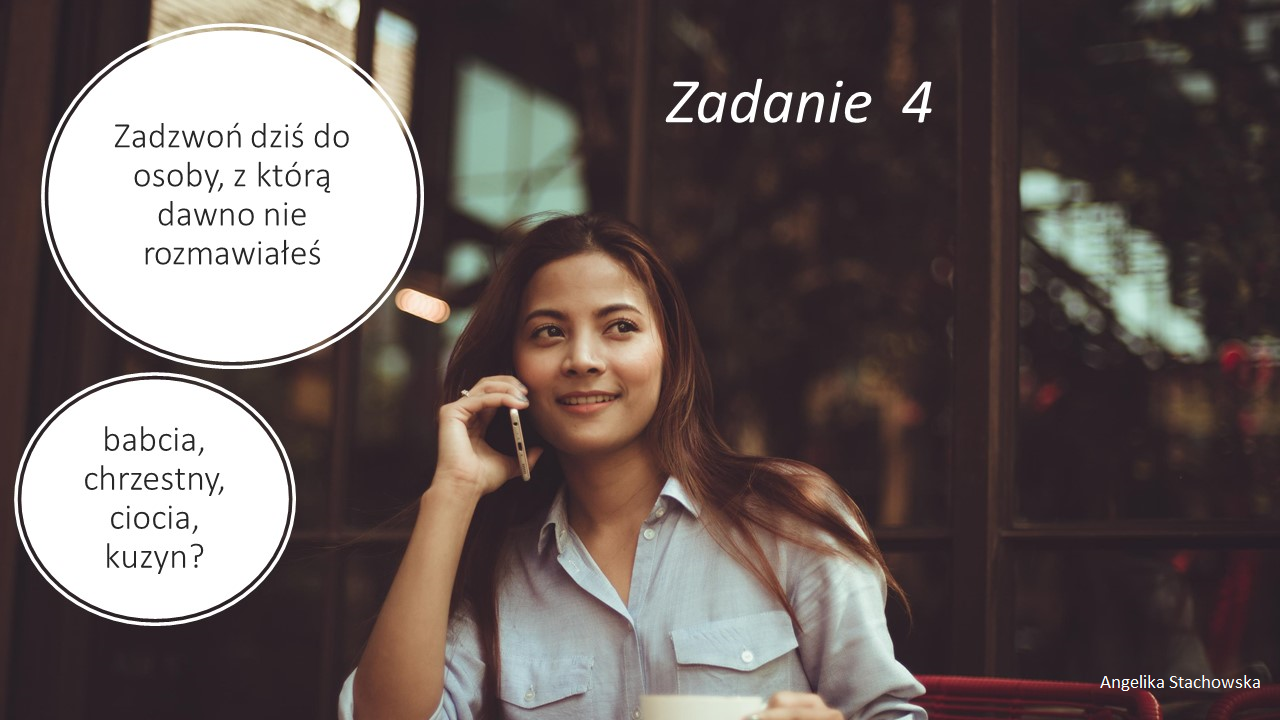 Zadanie 4
Zadzwoń dziś do
osoby, z którą
dawno nie
rozmawiałeś
babcia,
chrzestny,
ciocia,
kuzyn?
Angelika Stachowska